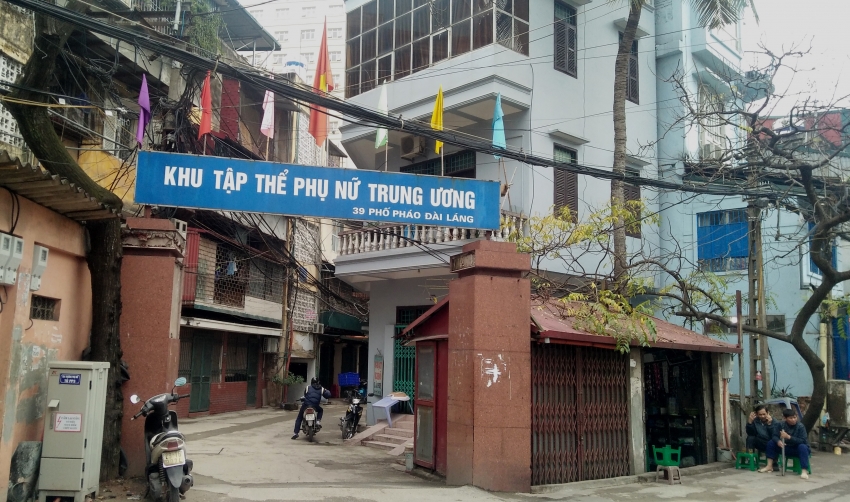 KHU TẬP THỂ PHỤ NỮ TRUNG ƯƠNG
39 PHỐ PHÁO ĐÀI LÁNG